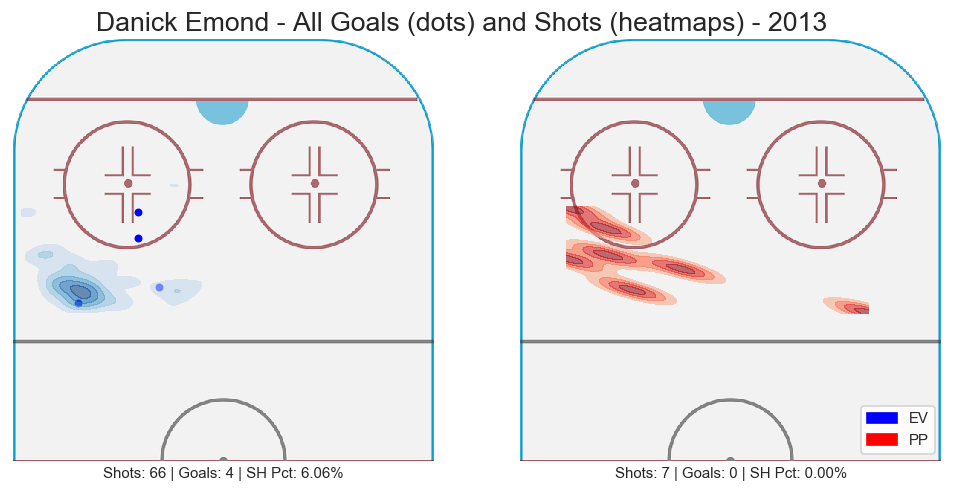 Danick Emond - All Goals (dots) and Shots (heatmaps) - 2013
EV
PP
Shots: 66 | Goals: 4 | SH Pct: 6.06%
Shots: 7 | Goals: 0 | SH Pct: 0.00%